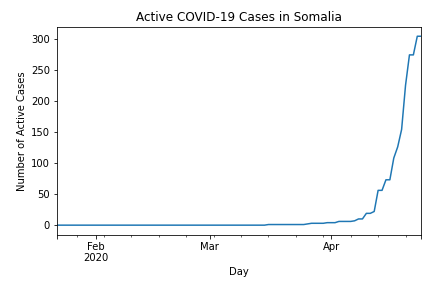 Active COVID-19 Cases in Somalia
Number of Active Cases
300
250
200
150
100
50
0
Feb
2020
Mar
Apr
Day